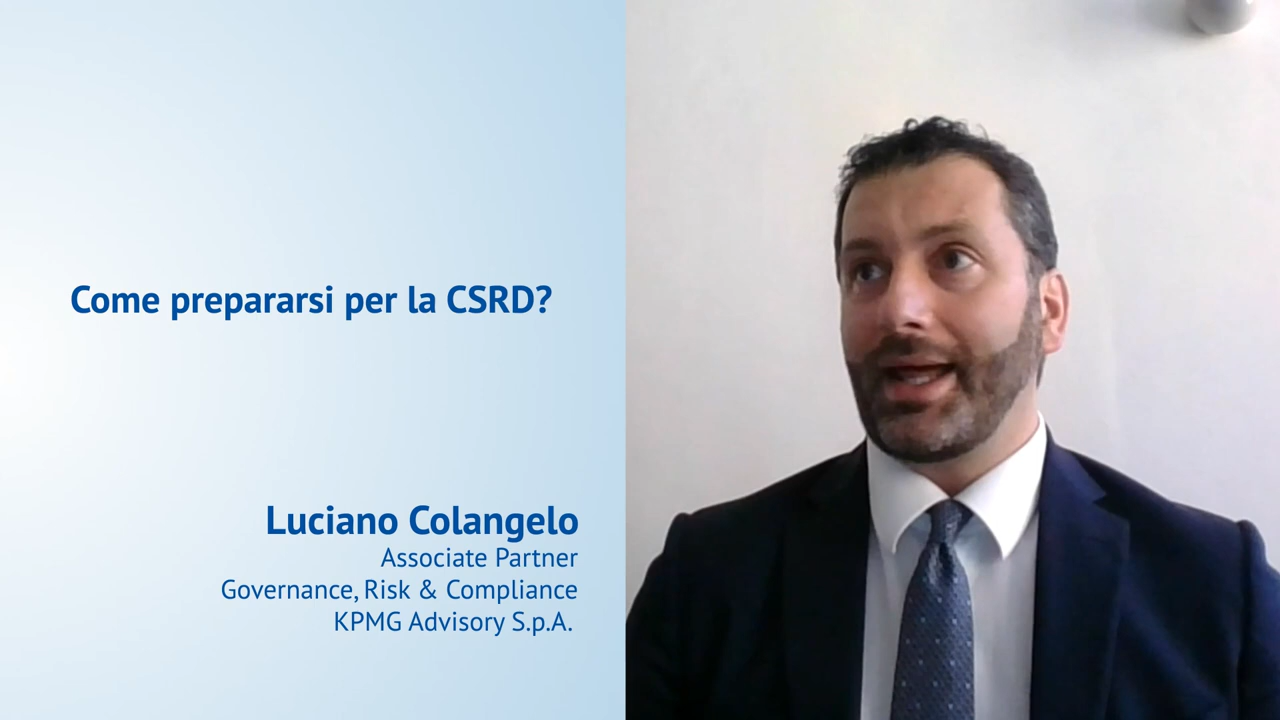 Come prepararsi per la CSRD?
Luciano Colangelo
Associate Partner
Governance, Risk & Compliance
KPMG Advisory S.p.A.